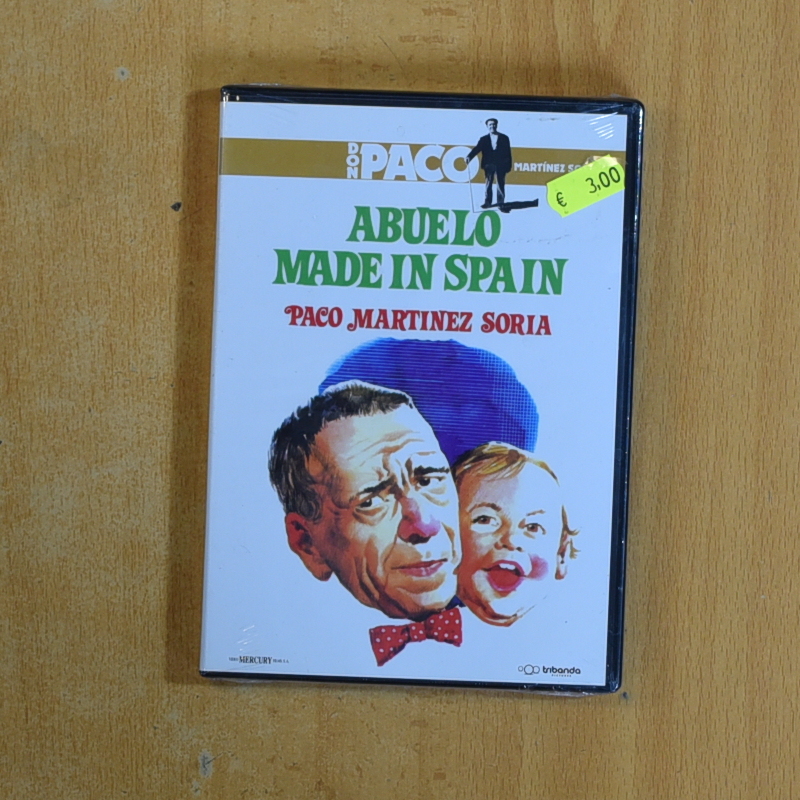 DON PACO MARTÍNEZ
€ 3,00
ABUELO
MADE IN SPAIN
PACO MARTINEZ SORIA
MERCURY
tribanda